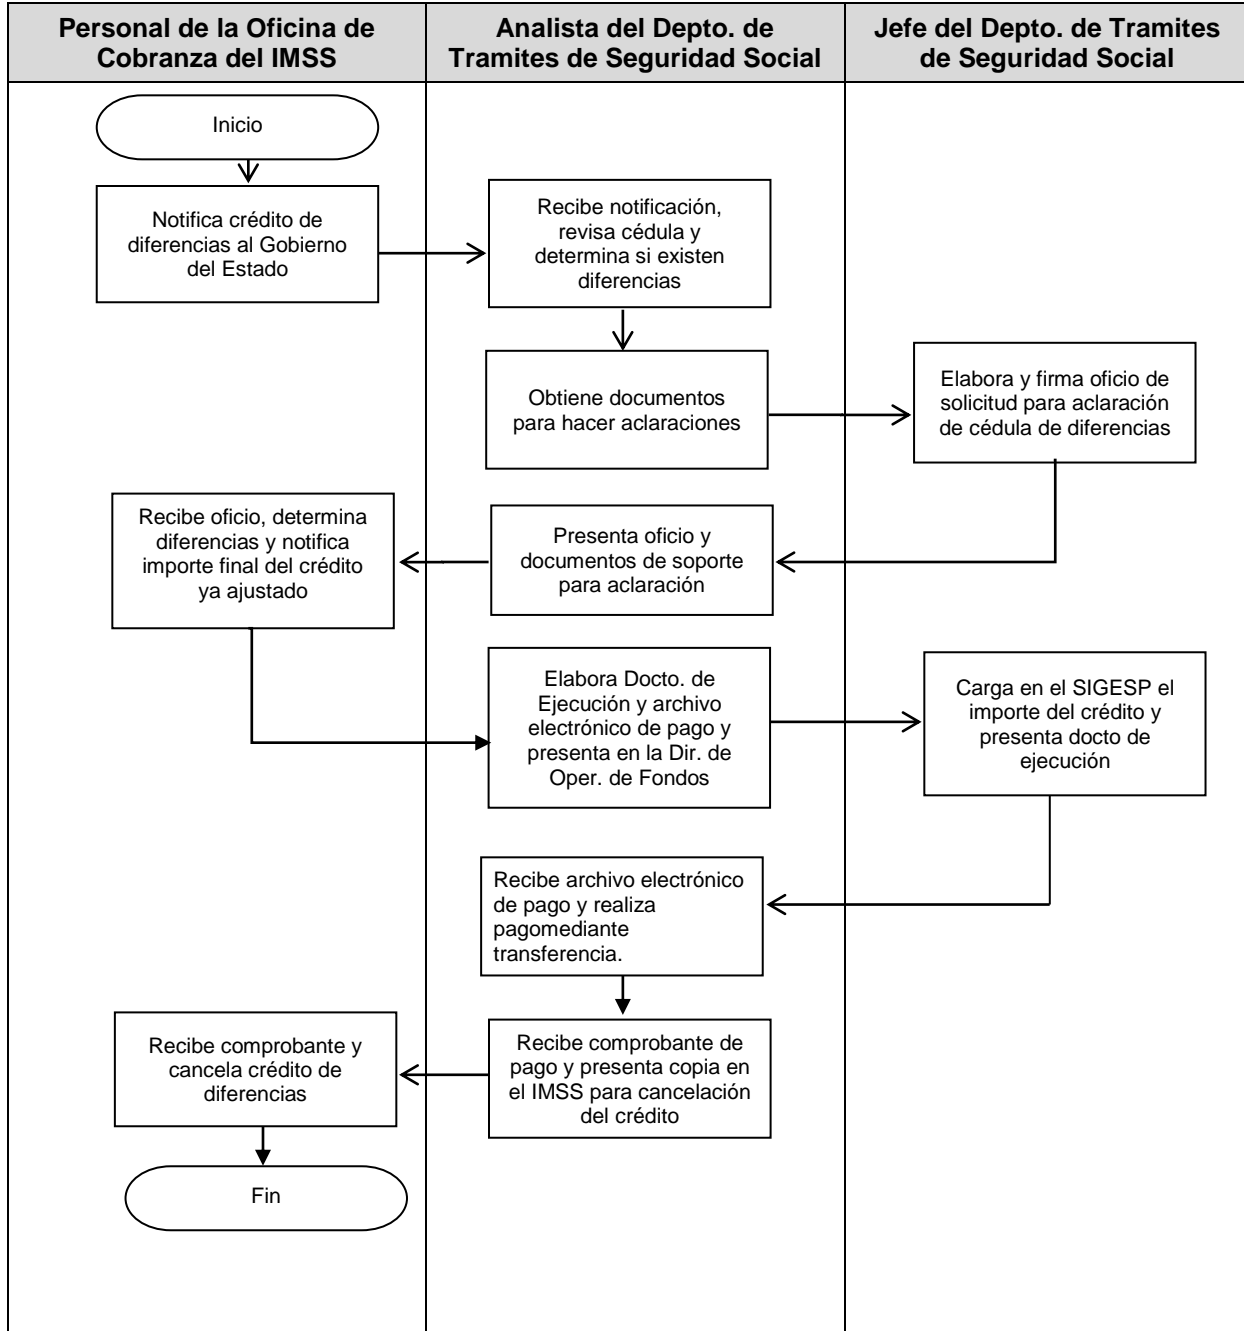 Personal de la Oficina de
Cobranza del IMSS
Analista del Depto. de
Tramites de Seguridad Social
Jefe del Depto. de Tramites
de Seguridad Social
Inicio
Notifica crédito de
diferencias al Gobierno
del Estado
Recibe notificación,
revisa cédula y
determina si existen
diferencias
Obtiene documentos
para hacer aclaraciones
Elabora y firma oficio de
solicitud para aclaración
de cédula de diferencias
Presenta oficio y
documentos de soporte
para aclaración
Recibe oficio, determina
diferencias y notifica
importe final del crédito
ya ajustado
Elabora Docto. de
Ejecución y archivo
electrónico de pago y
presenta en la Dir. de
Oper. de Fondos
Carga en el SIGESP el
importe del crédito y
presenta docto de
ejecución
Recibe archivo electrónico
de pago y realiza
pagomediante
transferencia.
Recibe comprobante de
pago y presenta copia en
el IMSS para cancelación
del crédito
Recibe comprobante y
cancela crédito de
diferencias
Fin